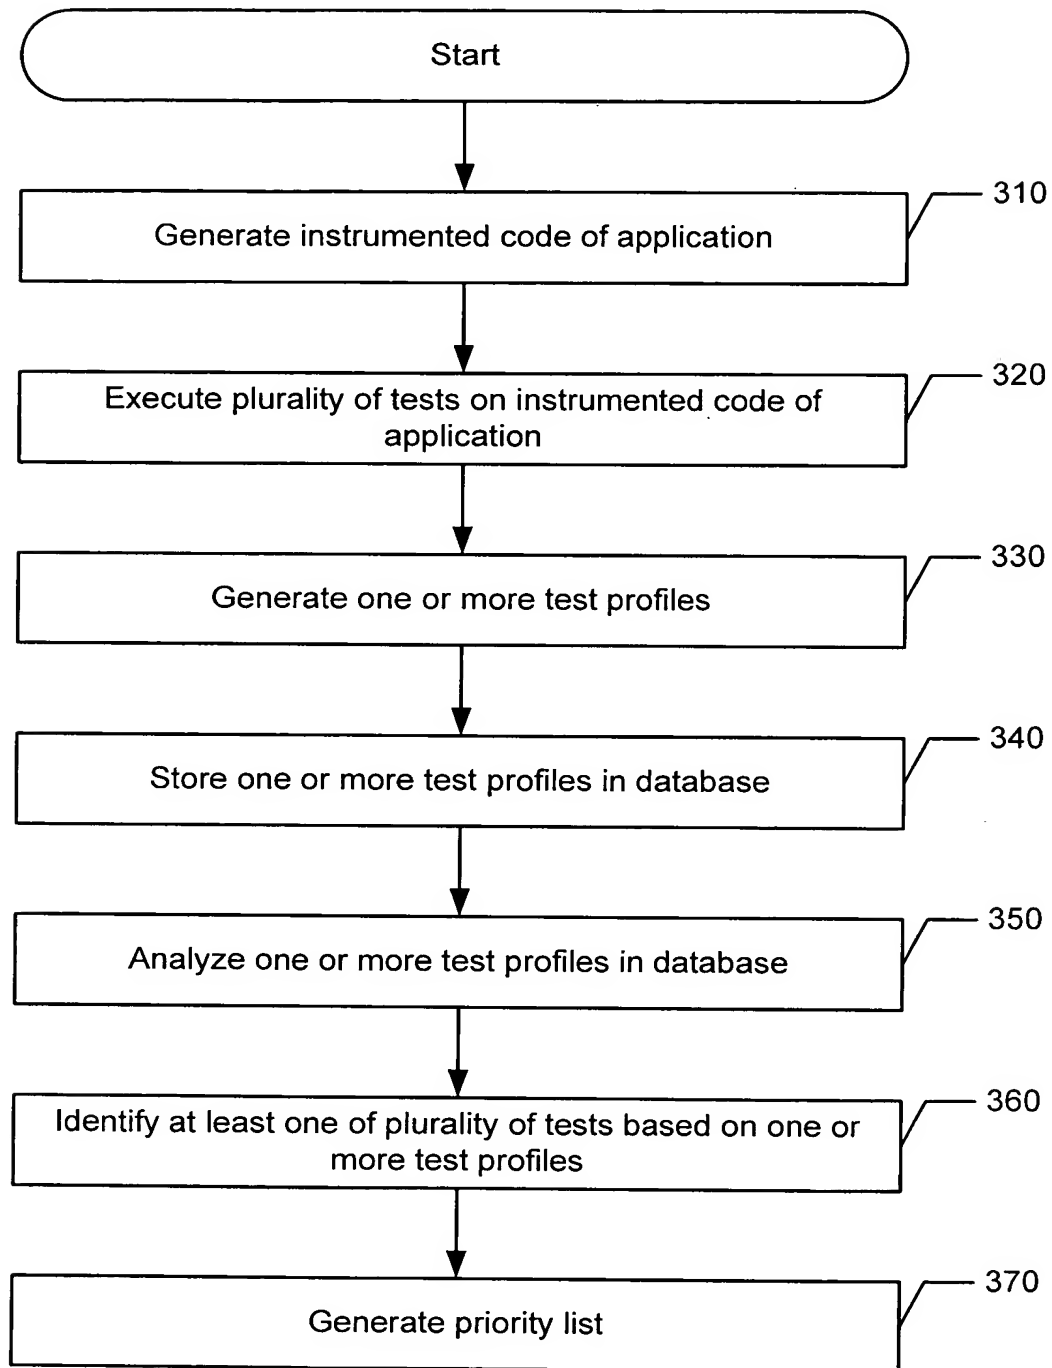 Start
310
Generate instrumented code of application
320
Execute plurality of tests on instrumented code of
application
330
Generate one or more test profiles
340
Store one or more test profiles in database
350
Analyze one or more test profiles in database
360
Identify at least one of plurality of tests based on one or
more test profiles
370
Generate priority list